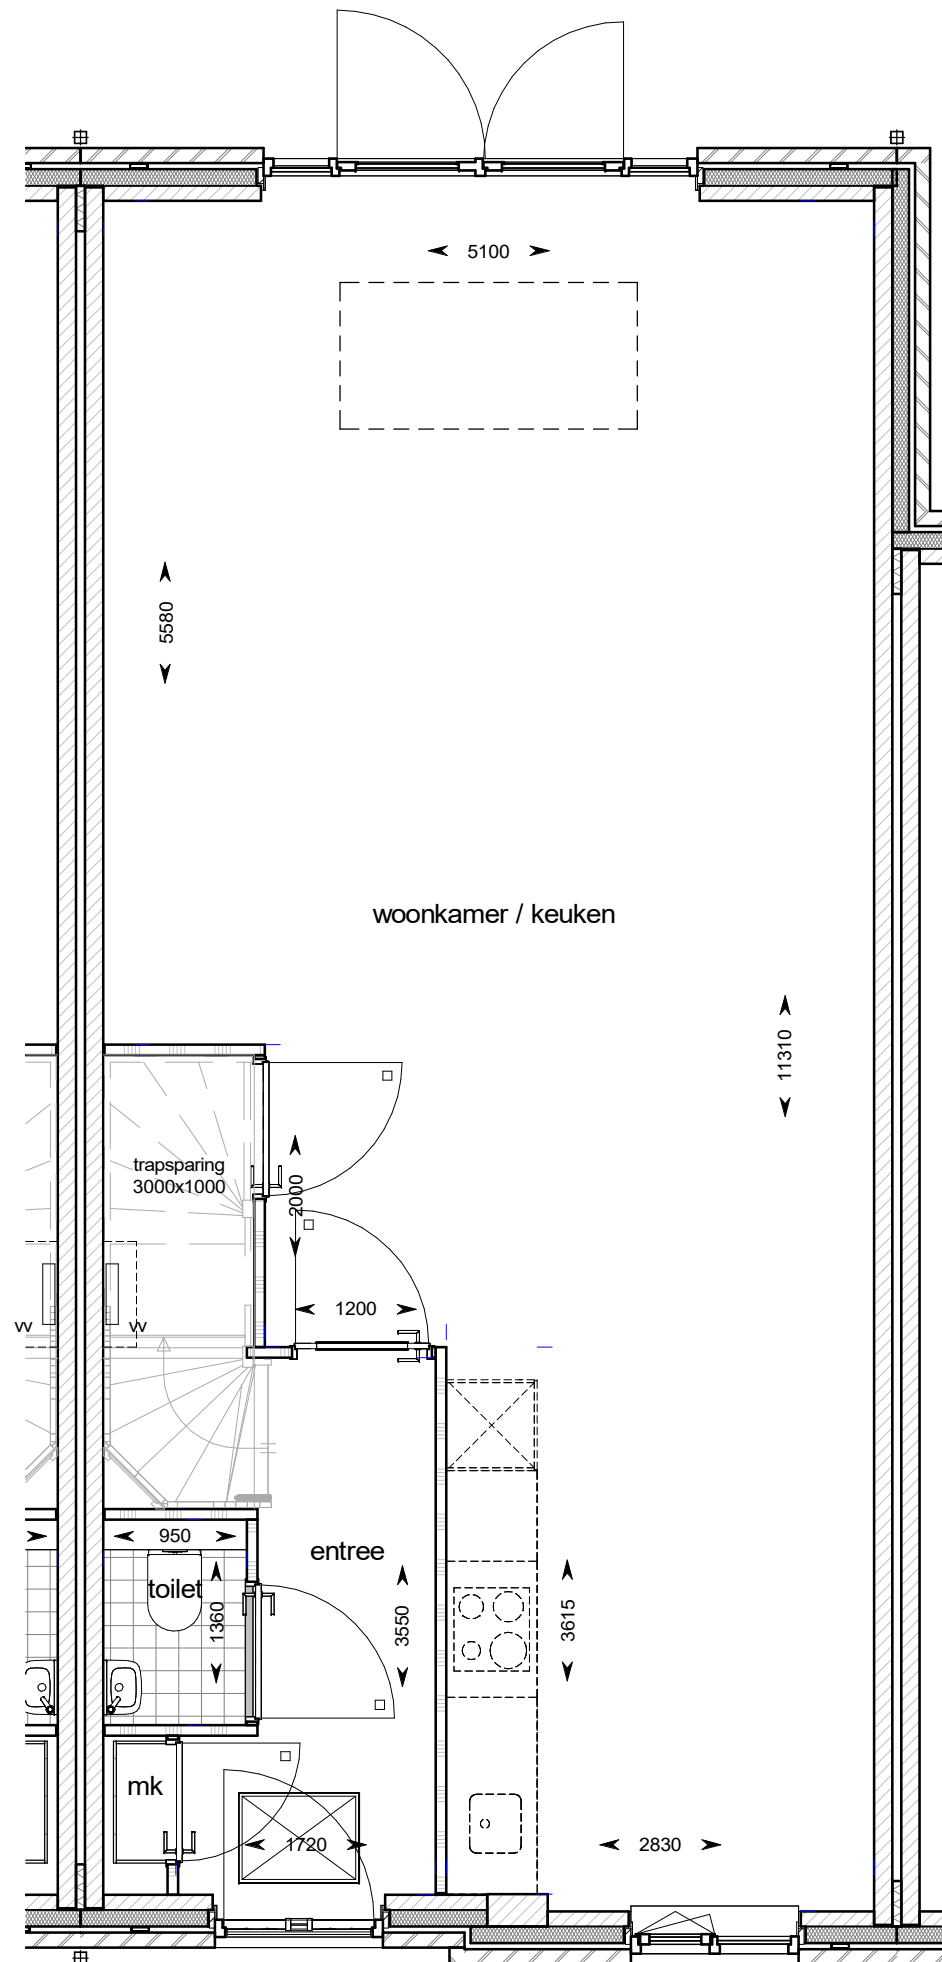 5100
5580
woonkamer / keuken
11310
trapsparing
3000x1000
2000
1200
vv
vv
950
entree
toilet
1360
3550
3615
mk
1720
2830